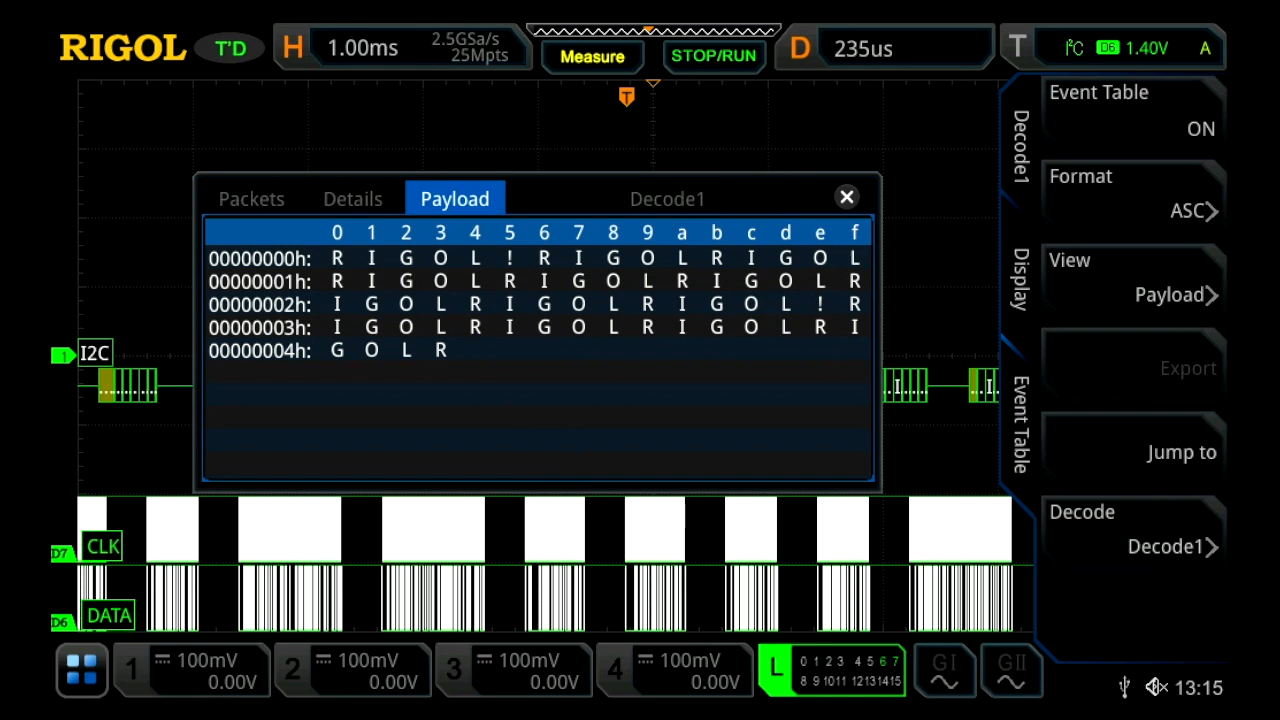 RIGOL T'D H 1.00ms 2.5GSa/s 25Mpts Measure STOP/RUN D 235us T I²C D6 1.40V A
T
Event Table
ON
Decode1
Format
ASC
Display
View
Payload
Export
Event Table
Jump to
Decode
Decode1
Packets Details Payload Decode1
0 1 2 3 4 5 6 7 8 9 a b c d e f
00000000h: R I G O L ! R I G O L R I G O L
00000001h: R I G O L R I G O L R I G O L R
00000002h: I G O L R I G O L R I G O L ! R
00000003h: I G O L R I G O L R I G O L R I
00000004h: G O L R
1 I2C
......... .I..... ..I.
D7 CLK
D6 DATA
1 100mV 0.00V
2 100mV 0.00V
3 100mV 0.00V
4 100mV 0.00V
L 0 1 2 3 4 5 6 7
8 9 10 11 12 13 14 15
GI GII
13:15